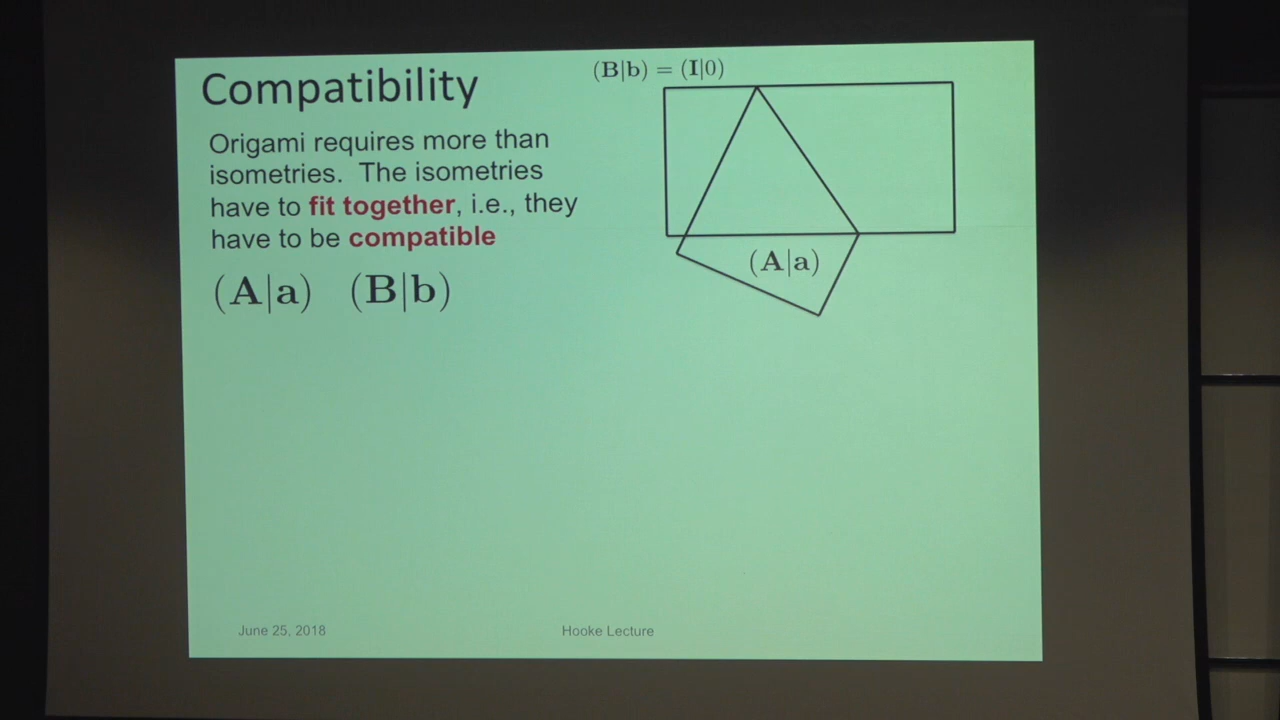 Compatibility
Origami requires more than
isometries. The isometries
have to fit together, i.e., they
have to be compatible
(A|a) (B|b)
(B|b) = (I|0)
(A|a)
June 25, 2018
Hooke Lecture